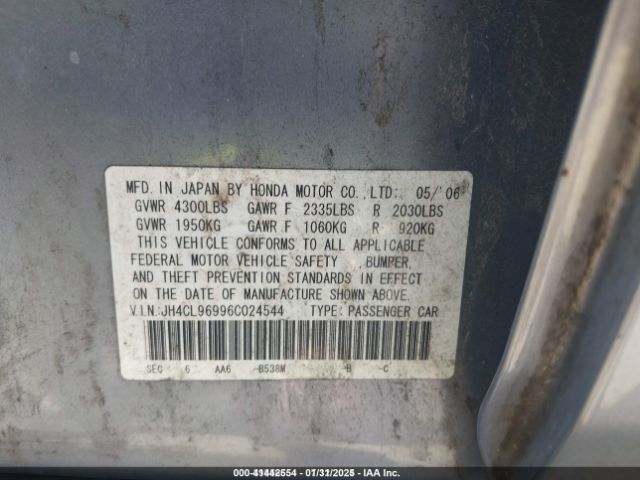 MFD. IN JAPAN BY HONDA MOTOR CO.,LTD: 05/'06
GVWR 4300LBS GAWR F 2335LBS R 2030LBS
GVWR 1950KG GAWR F 1060KG R 920KG
THIS VEHICLE CONFORMS TO ALL APPLICABLE
FEDERAL MOTOR VEHICLE SAFETY ,BUMPER,
AND THEFT PREVENTION STANDARDS IN EFFECT
ON THE DATE OF MANUFACTURE SHOWN ABOVE.
V.I.N:JH4CL96996C024544 TYPE: PASSENGER CAR
SEC 6 AA6 -B538M -B -C
01/31/2025 - IAA Inc.